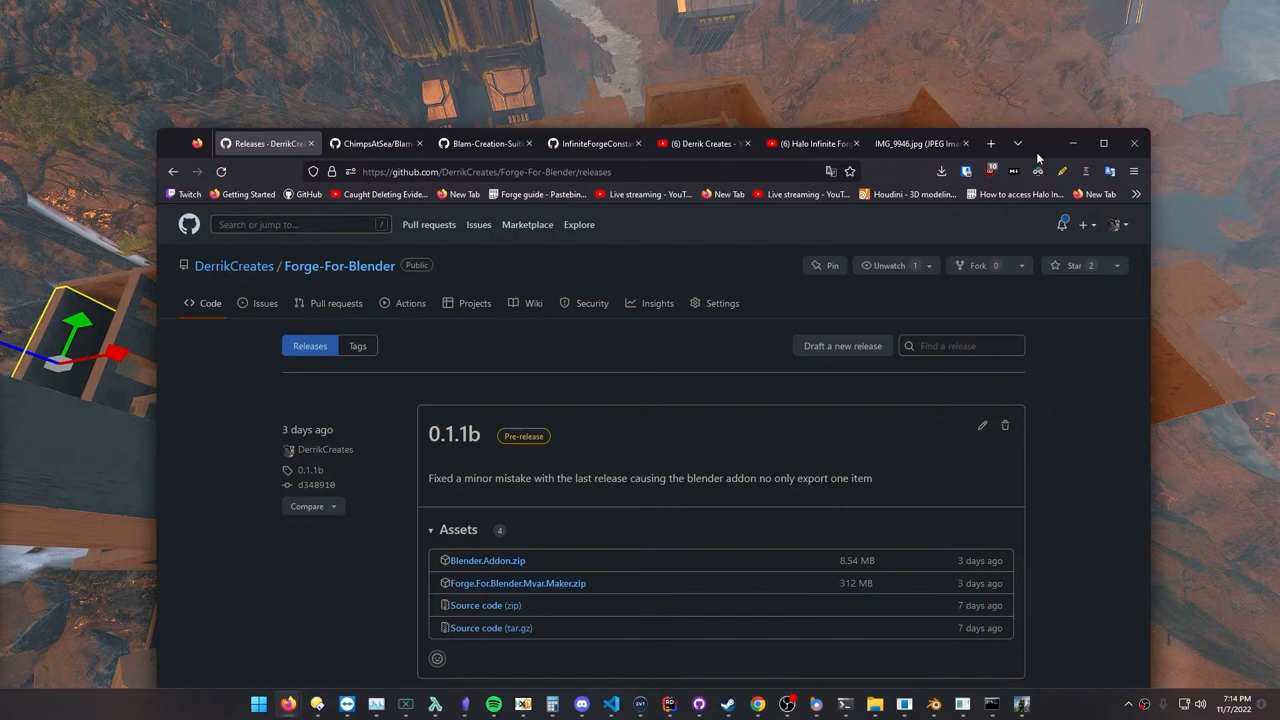 Releases · DerrikCrea
ChimpsAtSea/Blam-
Blam-Creation-Suite
InfiniteForgeConsta
(6) Derrik Creates - Y
(6) Halo Infinite Forg
IMG_9946.jpg (JPEG Ima
https://github.com/DerrikCreates/Forge-For-Blender/releases
10
Twitch
Getting Started
GitHub
Caught Deleting Eviden
New Tab
Forge guide - Pastebin...
Live streaming - YouT...
New Tab
Live streaming - YouT...
Houdini - 3D modelin...
How to access Halo In...
New Tab
Search or jump to...
/
Pull requests
Issues
Marketplace
Explore
DerrikCreates / Forge-For-Blender
Public
Pin
Unwatch 1
Fork 0
Star 2
Code
Issues
Pull requests
Actions
Projects
Wiki
Security
Insights
Settings
Releases
Tags
Draft a new release
Find a release
3 days ago
DerrikCreates
0.1.1b
d348910
Compare
0.1.1b
Pre-release
Fixed a minor mistake with the last release causing the blender addon no only export one item
Assets 4
Blender.Addon.zip 8.54 MB 3 days ago
Forge.For.Blender.Mvar.Maker.zip 312 MB 3 days ago
Source code (zip) 7 days ago
Source code (tar.gz) 7 days ago
7:14 PM
11/7/2022